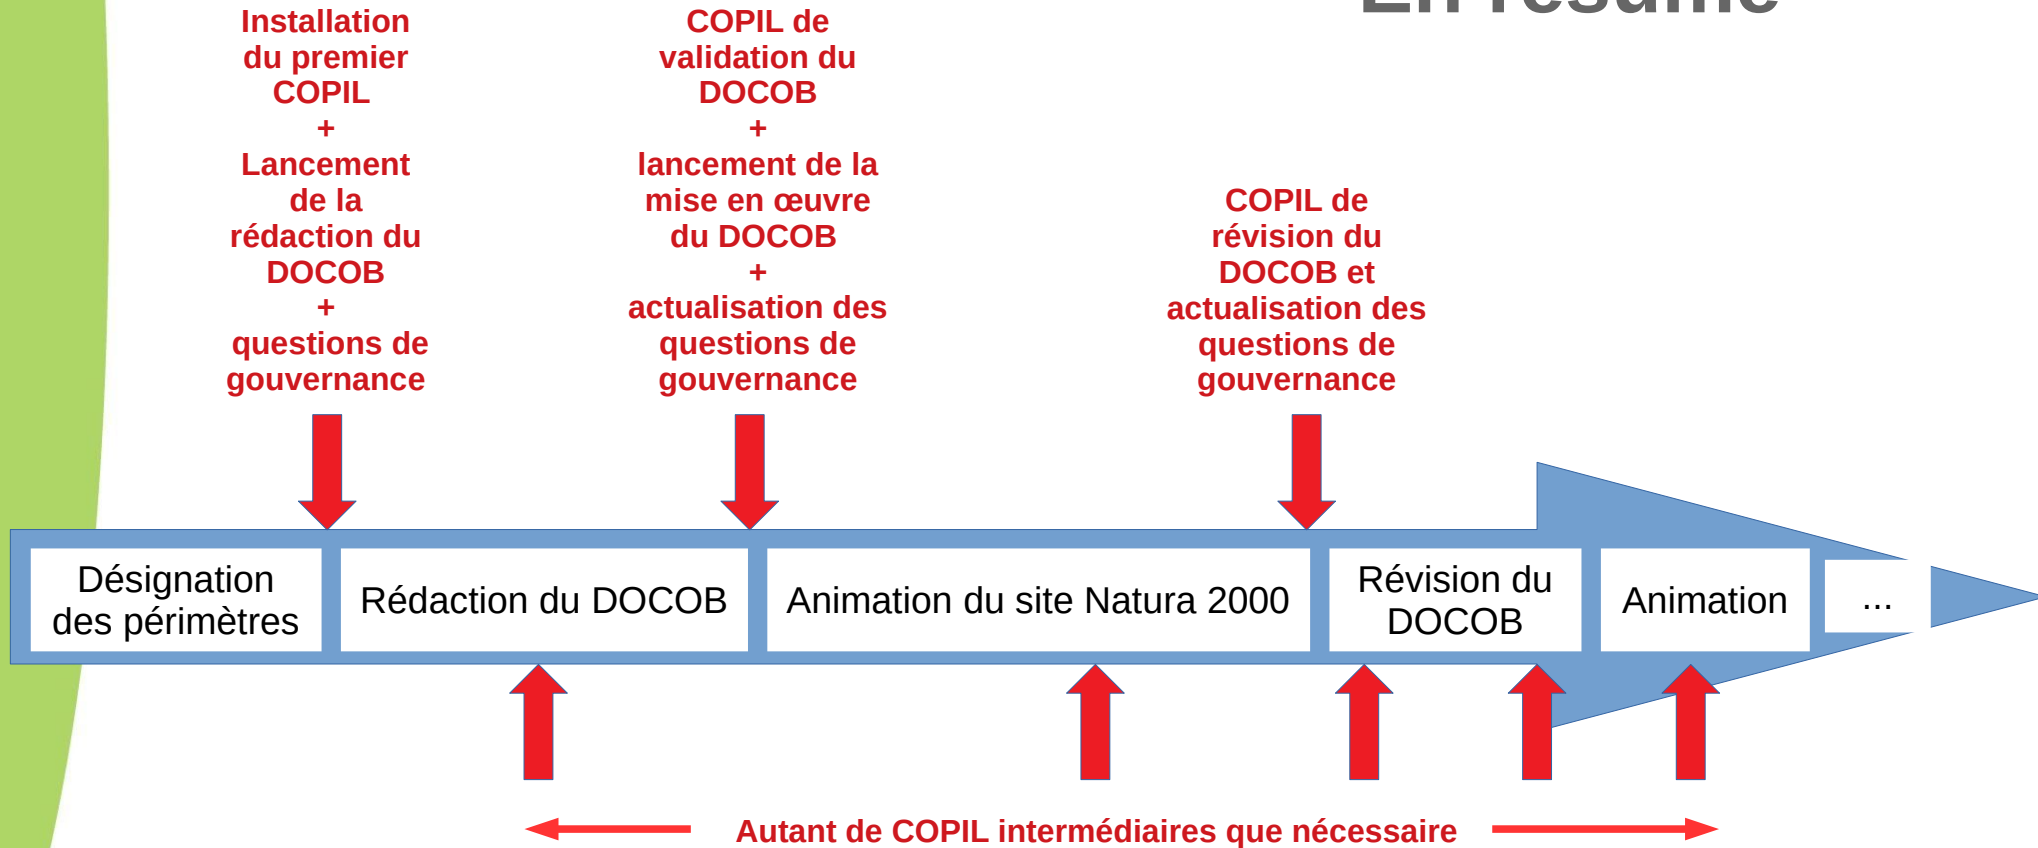 En résumé
Installation
du premier
COPIL
+
Lancement
de la
rédaction du
DOCOB
+
questions de
gouvernance
COPIL de
validation du
DOCOB
+
lancement de la
mise en œuvre
du DOCOB
+
actualisation des
questions de
gouvernance
COPIL de
révision du
DOCOB et
actualisation des
questions de
gouvernance
Désignation
des périmètres
Rédaction du DOCOB
Animation du site Natura 2000
Révision du
DOCOB
Animation
...
Autant de COPIL intermédiaires que nécessaire